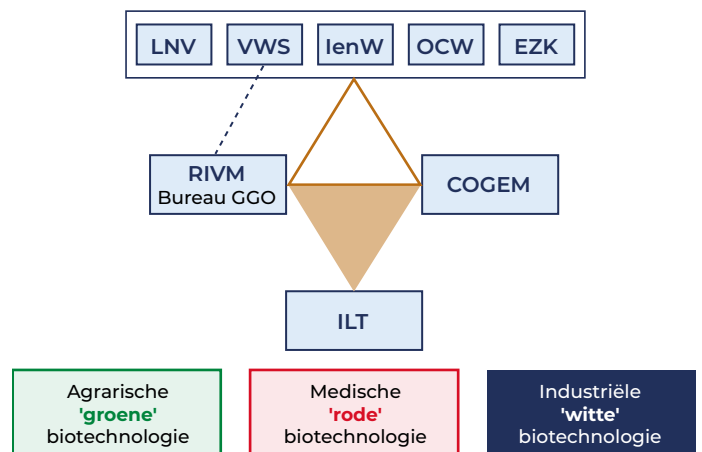 LNV VWS IenW OCW EZK
RIVM
Bureau GGO
COGEM
ILT
Agrarische
'groene'
biotechnologie
Medische
'rode'
biotechnologie
Industriële
'witte'
biotechnologie